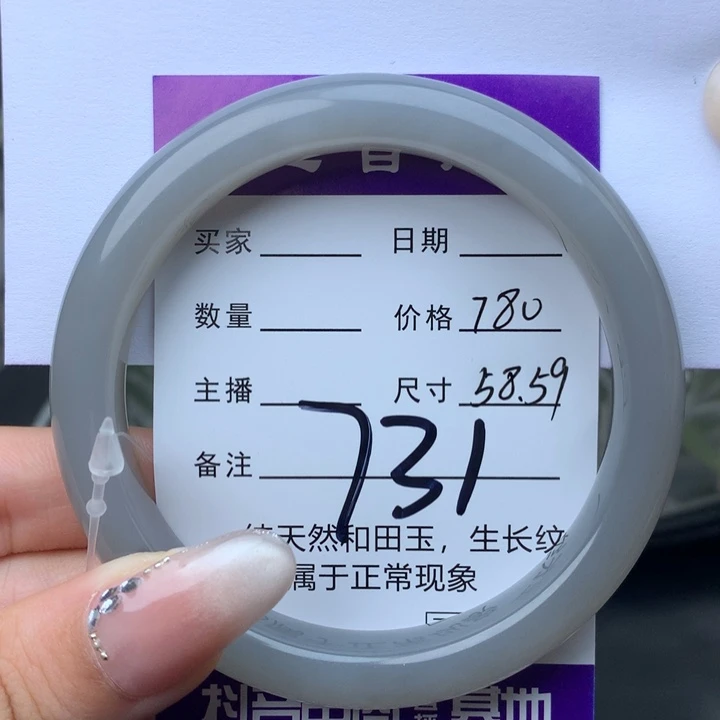 买家 日期
数量 价格 780
主播 尺寸 58.59
备注 731
纯天然和田玉，生长纹
属于正常现象